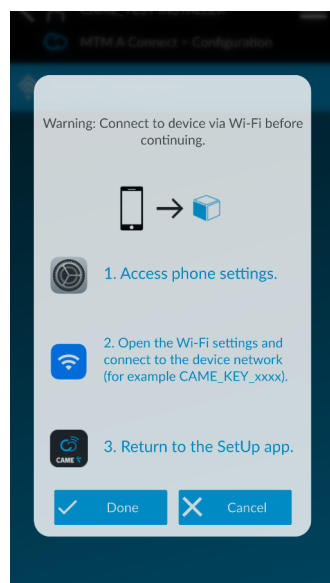 CAME_TEST INSTALLER
MTM A Connect > Configuration
Warning: Connect to device via Wi-Fi before
continuing.
1. Access phone settings.
2. Open the Wi-Fi settings and
connect to the device network
(for example CAME_KEY_xxxx).
CAME
3. Return to the SetUp app.
Done
Cancel